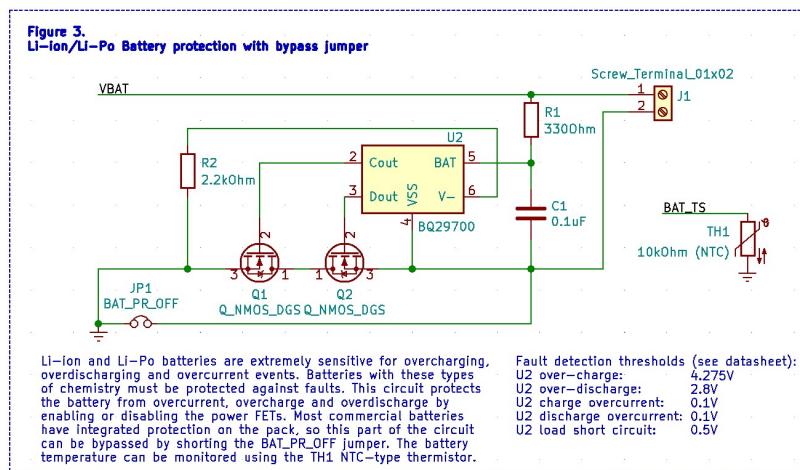 Figure 3.
Li-ion/Li-Po Battery protection with bypass jumper
Screw_Terminal_01x02
VBAT
1
J1
2
R1
330Ohm
U2
R2
2.2kOhm
2 Cout BAT 5
3 Dout V- 6
VSS
4
BQ29700
C1
0.1uF
BAT_TS
TH1
10kOhm (NTC)
θ
2
2
3 1 1 3
JP1
BAT_PR_OFF
Q1
Q_NMOS_DGS
Q2
Q_NMOS_DGS
Li-ion and Li-Po batteries are extremely sensitive for overcharging,
overdischarging and overcurrent events. Batteries with these types
of chemistry must be protected against faults. This circuit protects
the battery from overcurrent, overcharge and overdischarge by
enabling or disabling the power FETs. Most commercial batteries
have integrated protection on the pack, so this part of the circuit
can be bypassed by shorting the BAT_PR_OFF jumper. The battery
temperature can be monitored using the TH1 NTC-type thermistor.
Fault detection thresholds (see datasheet):
U2 over-charge: 4.275V
U2 over-discharge: 2.8V
U2 charge overcurrent: 0.1V
U2 discharge overcurrent: 0.1V
U2 load short circuit: 0.5V